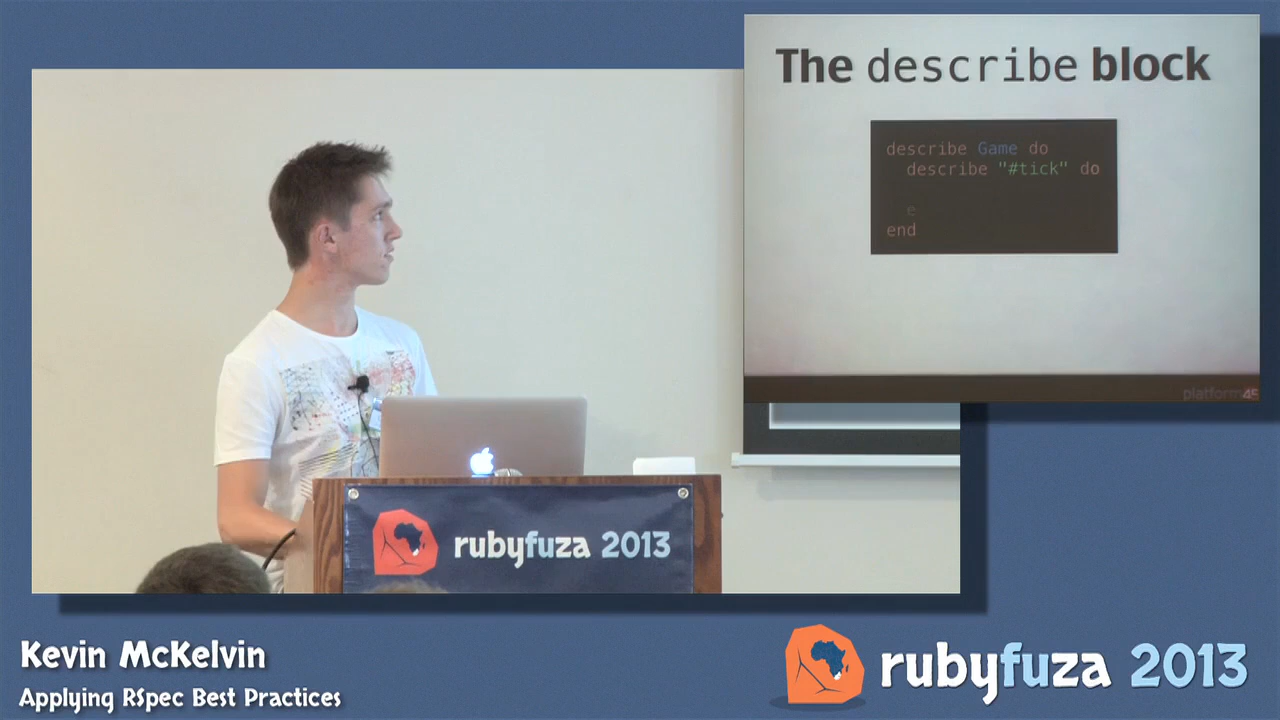 The describe block
describe Game do
describe "#tick" do
e
end
platform45
rubyfuza 2013
Kevin McKelvin
Applying RSpec Best Practices
rubyfuza 2013